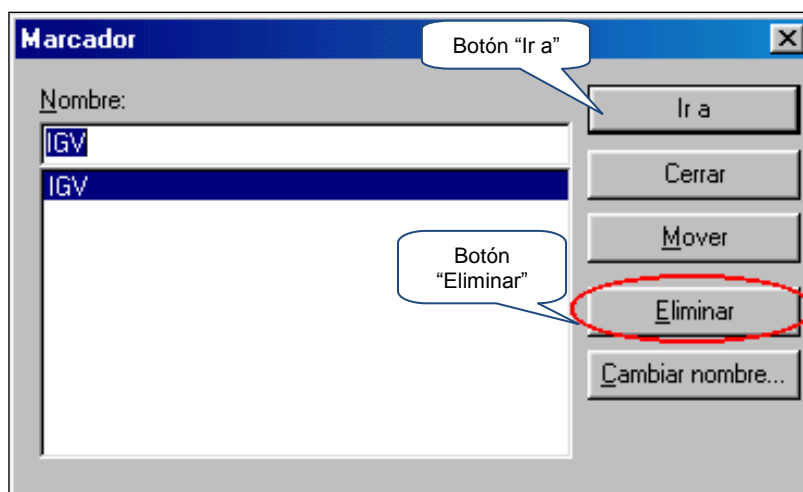 Marcador
Botón “Ir a”
Nombre:
IGV
IGV
Ir a
Cerrar
Mover
Botón
“Eliminar”
Eliminar
Cambiar nombre...